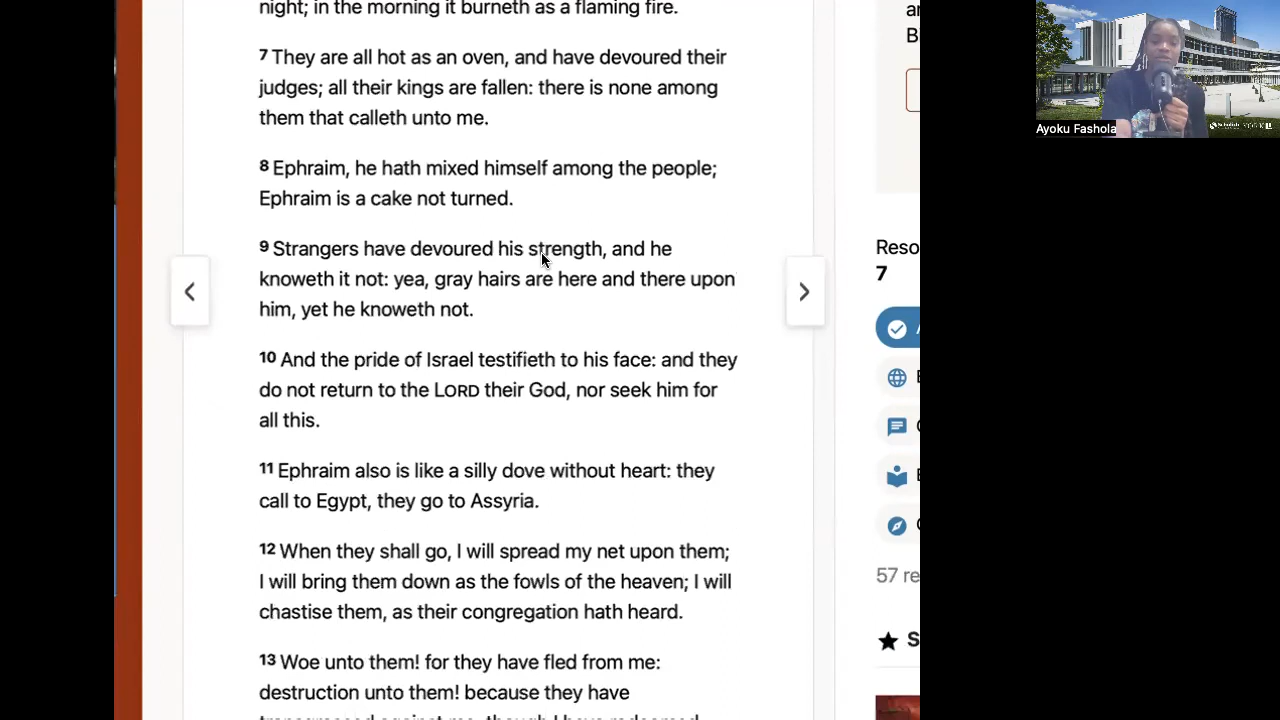 night; in the morning it burneth as a flaming fire.
7 They are all hot as an oven, and have devoured their
judges; all their kings are fallen: there is none among
them that calleth unto me.
8 Ephraim, he hath mixed himself among the people;
Ephraim is a cake not turned.
9 Strangers have devoured his strength, and he
knoweth it not: yea, gray hairs are here and there upon
him, yet he knoweth not.
10 And the pride of Israel testifieth to his face: and they
do not return to the LORD their God, nor seek him for
all this.
11 Ephraim also is like a silly dove without heart: they
call to Egypt, they go to Assyria.
12 When they shall go, I will spread my net upon them;
I will bring them down as the fowls of the heaven; I will
chastise them, as their congregation hath heard.
13 Woe unto them! for they have fled from me:
destruction unto them! because they have
transgressed against me: though I have redeemed
B
Reso
7
57 re
S
Ayoku Fashola